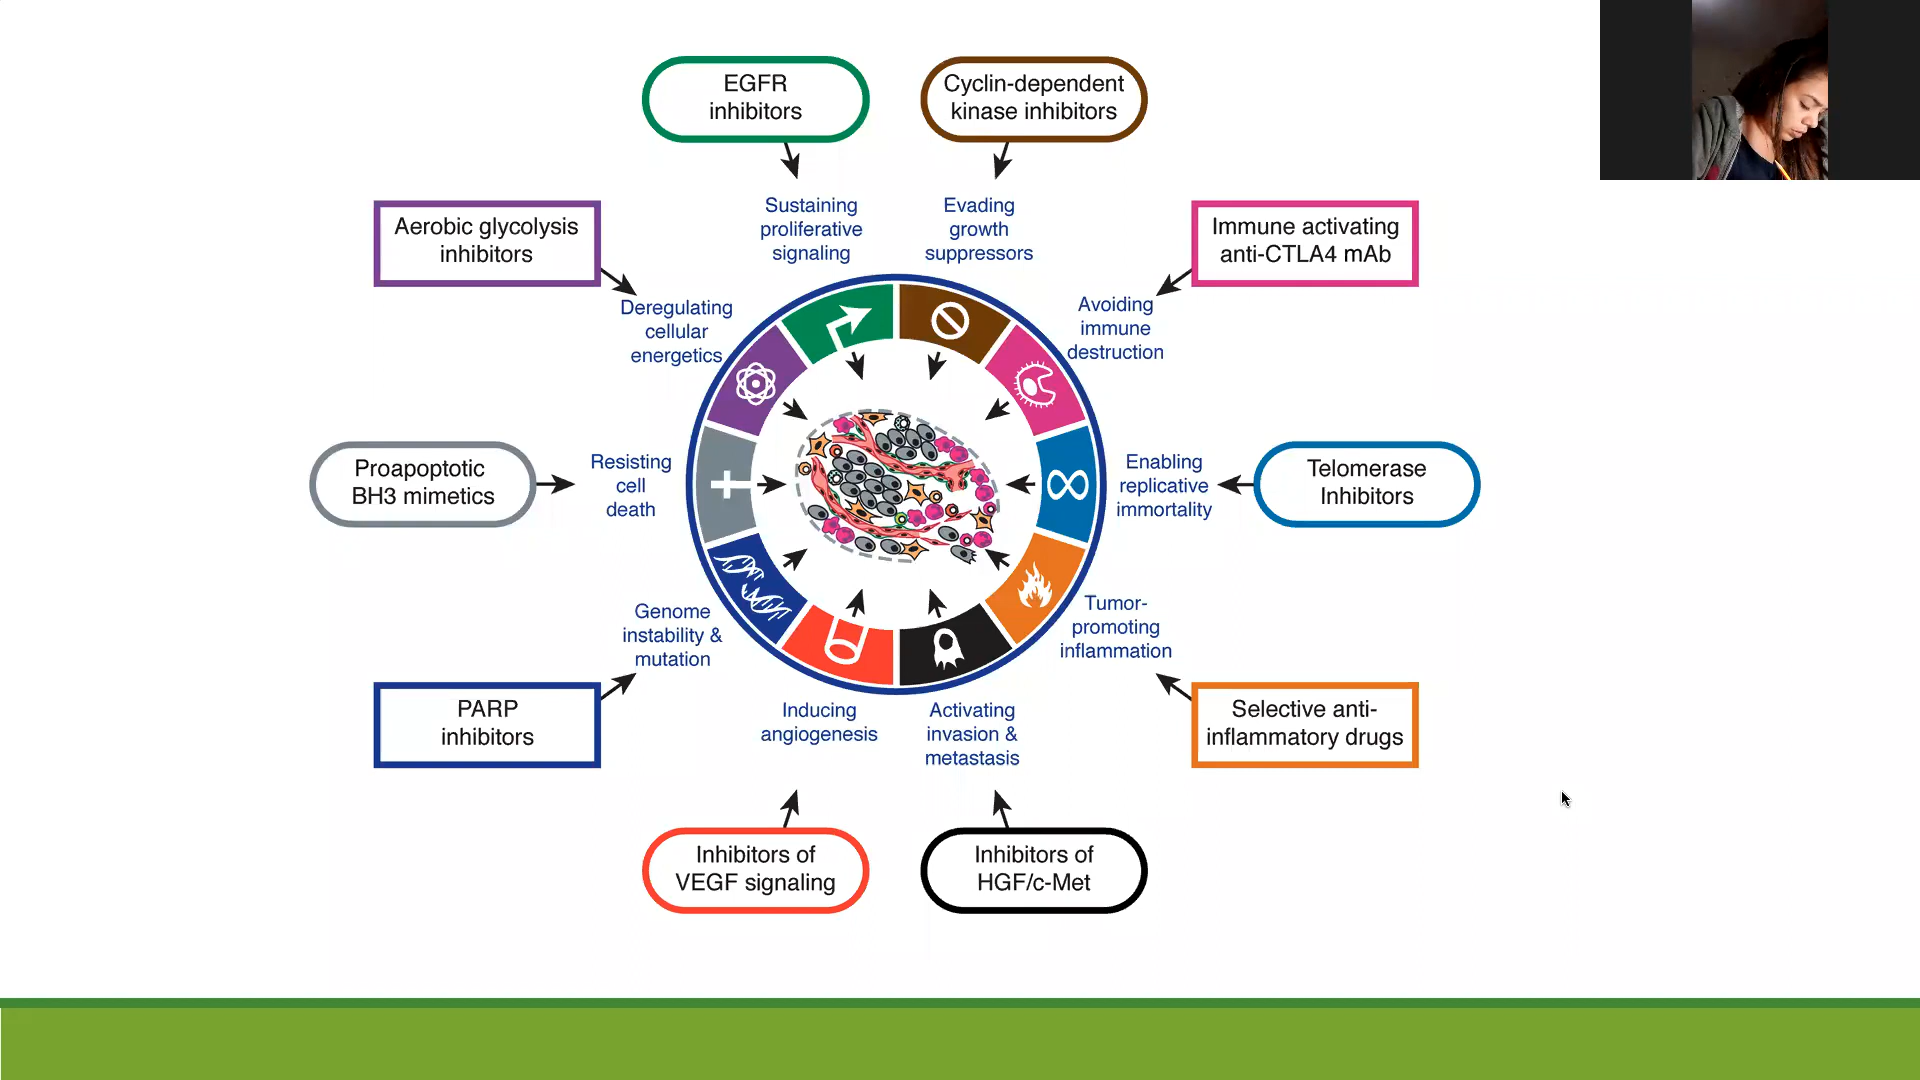 EGFR
inhibitors
Cyclin-dependent
kinase inhibitors
Aerobic glycolysis
inhibitors
Sustaining
proliferative
signaling
Evading
growth
suppressors
Immune activating
anti-CTLA4 mAb
Deregulating
cellular
energetics
Avoiding
immune
destruction
Proapoptotic
BH3 mimetics
Resisting
cell
death
Enabling
replicative
immortality
Telomerase
Inhibitors
Genome
instability &
mutation
Tumor-
promoting
inflammation
PARP
inhibitors
Inducing
angiogenesis
Activating
invasion &
metastasis
Selective anti-
inflammatory drugs
Inhibitors of
VEGF signaling
Inhibitors of
HGF/c-Met